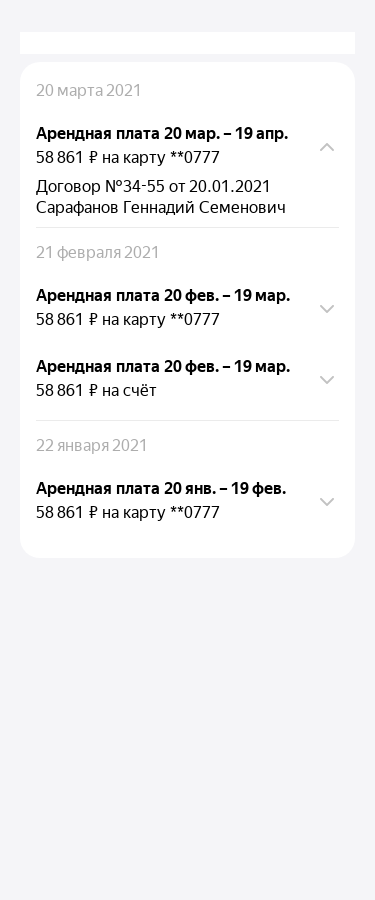 20 марта 2021
Арендная плата 20 мар. – 19 апр.
58 861 ₽ на карту **0777
Договор №34-55 от 20.01.2021
Сарафанов Геннадий Семенович
21 февраля 2021
Арендная плата 20 фев. – 19 мар.
58 861 ₽ на карту **0777
Арендная плата 20 фев. – 19 мар.
58 861 ₽ на счёт
22 января 2021
Арендная плата 20 янв. – 19 фев.
58 861 ₽ на карту **0777